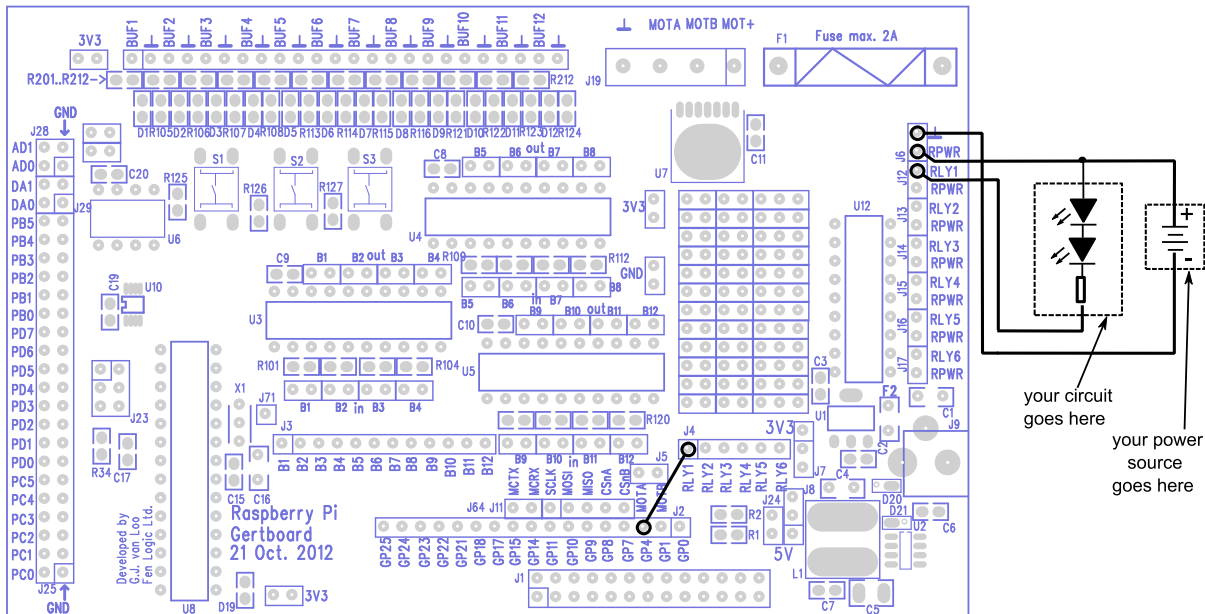 BUF1
BUF2
BUF3
BUF4
BUF5
BUF6
BUF7
BUF8
BUF9
BUF10
BUF11
BUF12
MOTA MOTB MOT+
3V3
R201..R212->
R212
J19
F1
Fuse max. 2A
D1 R105 D2 R106 D3 R107 D4 R108 D5 R113 D6 R114 D7 R115 D8 R116 D9 R121 D10 R122 D11 R123 D12 R124
GND
J28
AD1
AD0
DA1
DA0
PB5
PB4
PB3
PB2
PB1
PB0
PD7
PD6
PD5
PD4
PD3
PD2
PD1
PD0
PC5
PC4
PC3
PC2
PC1
PC0
J25
GND
J29
C20
U6
R125
S1
R126
S2
R127
S3
C8
out
B5 B6 B7 B8
U4
U7
C11
3V3
GND
C9
out
B1 B2 B3 B4
R109
R112
B5 B6 in B7 B8
U3
C19
U10
out
C10
B9 B10 B11 B12
U5
R101
R104
B1 B2 in B3 B4
R120
B9 B10 in B11 B12
X1
J71
J23
R34
C17
C15
C16
J3
B1
B2
B3
B4
B5
B6
B7
B8
B9
B10
B11
B12
J5
J4
RLY1
RLY2
RLY3
RLY4
RLY5
RLY6
3V3
MCTX
MCRX
SCLK
MOSI
MISO
CSnA
CSnB
MOTA
MOTB
J64
J11
J2
GP25
GP24
GP23
GP22
GP21
GP18
GP17
GP15
GP14
GP11
GP10
GP9
GP8
GP7
GP4
GP1
GP0
J1
Developed by
G.J. van Loo
Fen Logic Ltd.
Raspberry Pi
Gertboard
21 Oct. 2012
U8
D19
3V3
R2
R1
J24
5V
J8
J7
C4
L1
C7
C5
D20
D21
U2
C6
J9
C1
C2
F2
U1
C3
U12
J6
RPWR
J12
RLY1
RPWR
J13
RLY2
RPWR
J14
RLY3
RPWR
J15
RLY4
RPWR
J16
RLY5
RPWR
J17
RLY6
RPWR
+
-
your circuit
goes here
your power
source
goes here